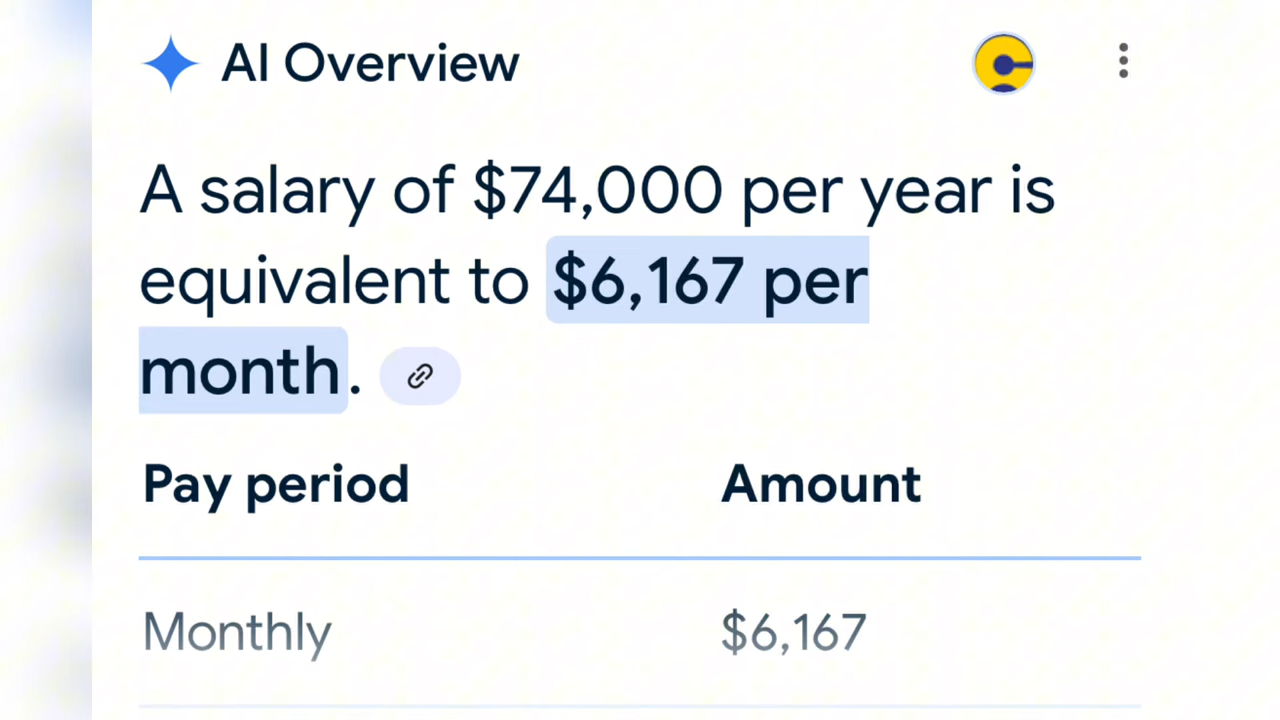 AI Overview
A salary of $74,000 per year is
equivalent to $6,167 per
month.
Pay period Amount
Monthly $6,167